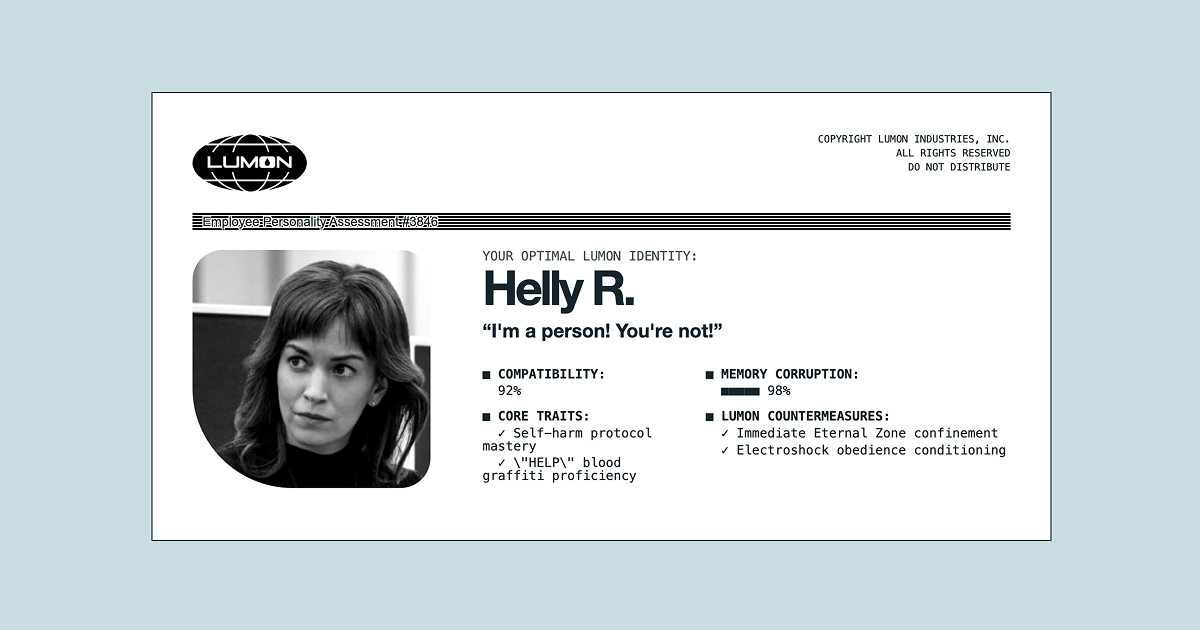 LUMON
COPYRIGHT LUMON INDUSTRIES, INC.
ALL RIGHTS RESERVED
DO NOT DISTRIBUTE
Employee Personality Assessment #3846
YOUR OPTIMAL LUMON IDENTITY:
Helly R.
“I'm a person! You're not!”
■ COMPATIBILITY:
92%
■ CORE TRAITS:
✓ Self–harm protocol
mastery
✓ \"HELP\" blood
graffiti proficiency
■ MEMORY CORRUPTION:
■■■■■ 98%
■ LUMON COUNTERMEASURES:
✓ Immediate Eternal Zone confinement
✓ Electroshock obedience conditioning